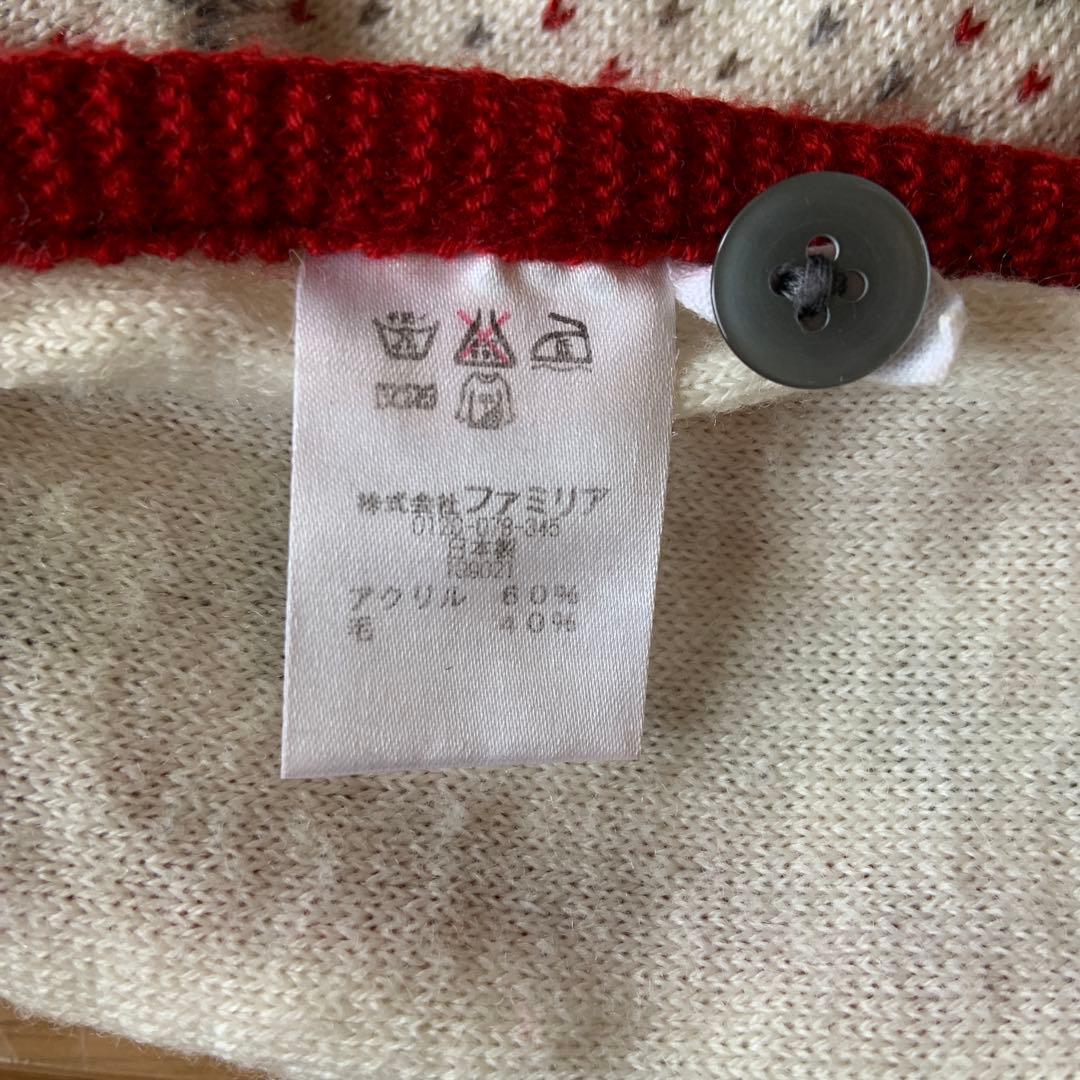 株式会社ファミリア
日本製
139021
アクリル 60%
毛 40%